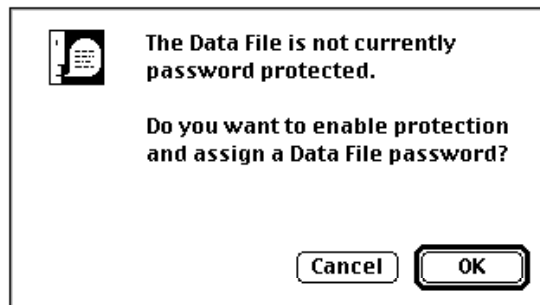 The Data File is not currently
password protected.
Do you want to enable protection
and assign a Data File password?
Cancel OK